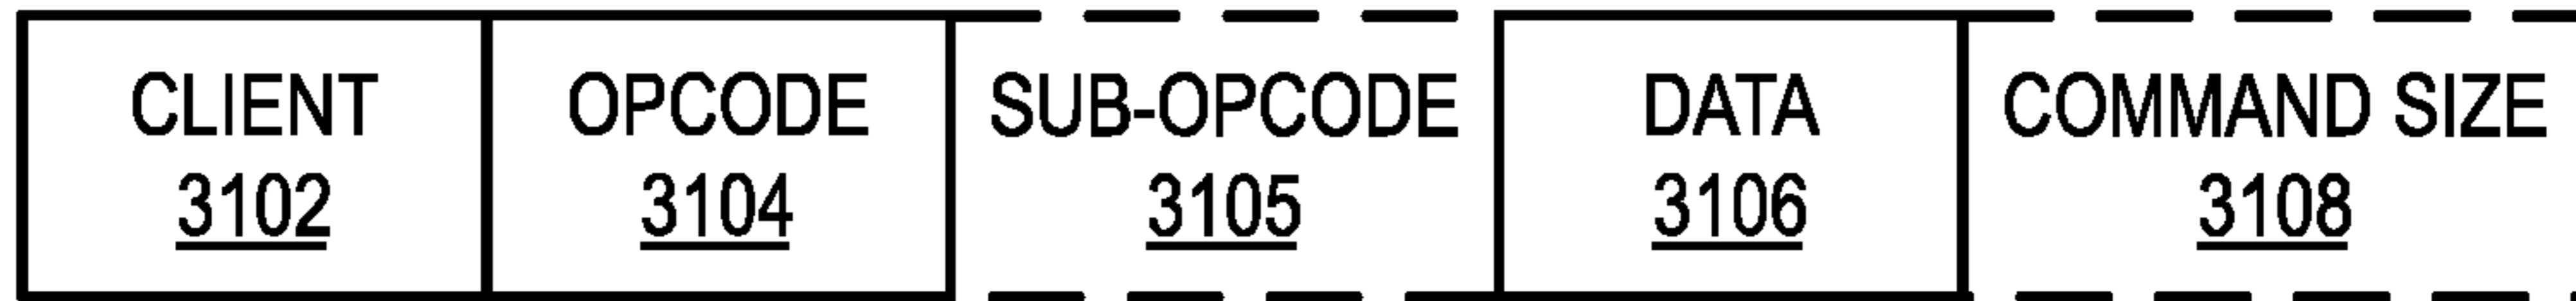 CLIENT
3102
OPCODE
3104
SUB-OPCODE
3105
DATA
3106
COMMAND SIZE
3108